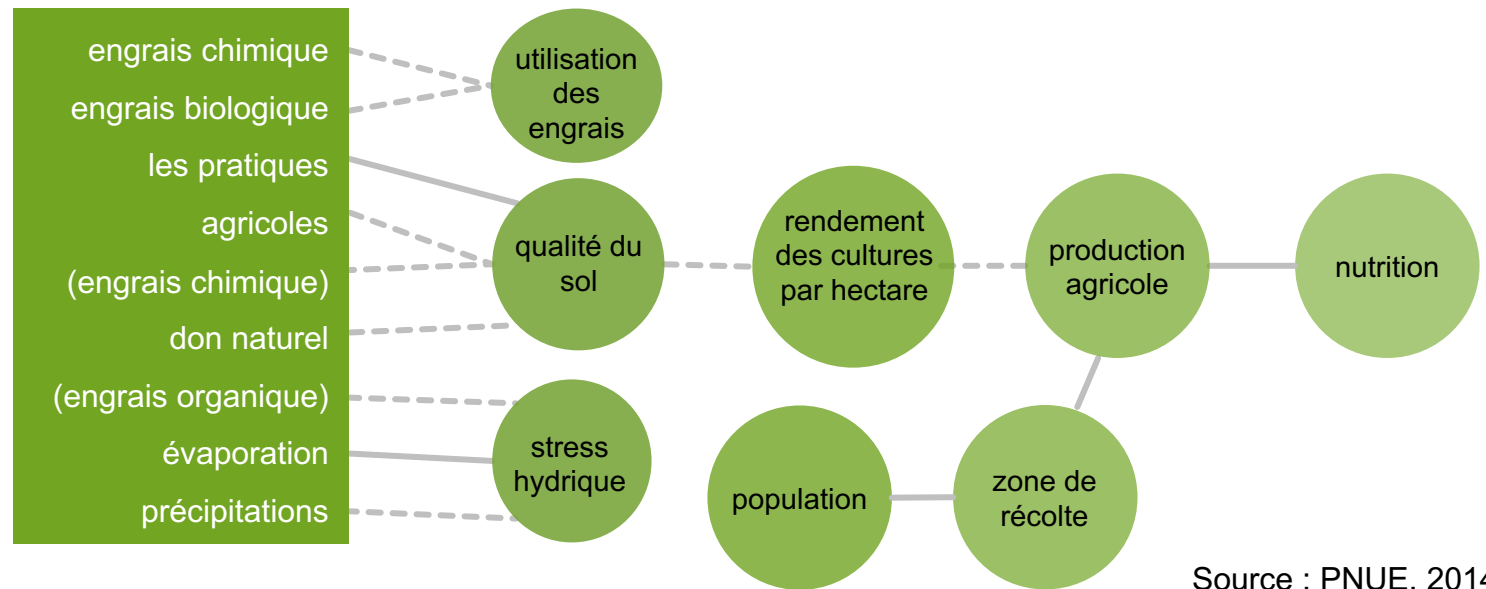 engrais chimique
engrais biologique
les pratiques
agricoles
(engrais chimique)
don naturel
(engrais organique)
évaporation
précipitations
utilisation
des
engrais
qualité du
sol
stress
hydrique
rendement
des cultures
par hectare
population
production
agricole
zone de
récolte
nutrition
Source : PNUE, 2014